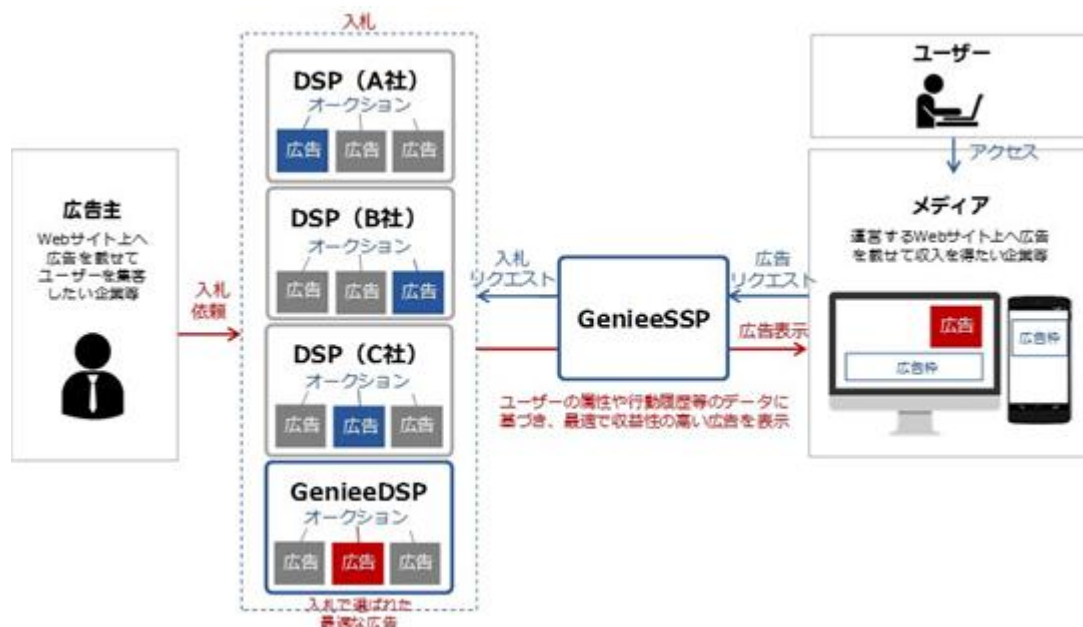 入札
DSP（A社）
オークション
広告 広告 広告
DSP（B社）
オークション
広告 広告 広告
DSP（C社）
オークション
広告 広告 広告
GenieeDSP
オークション
広告 広告 広告
入札で選ばれた
最適な広告
広告主
Webサイト上へ
広告を載せて
ユーザーを集客
したい企業等
入札
依頼
入札
リクエスト
GenieeSSP
広告
リクエスト
広告表示
ユーザーの属性や行動履歴等のデータに
基づき、最適で収益性の高い広告を表示
ユーザー
アクセス
メディア
運営するWebサイト上へ広告
を載せて収入を得たい企業等
広告
広告枠
広告枠